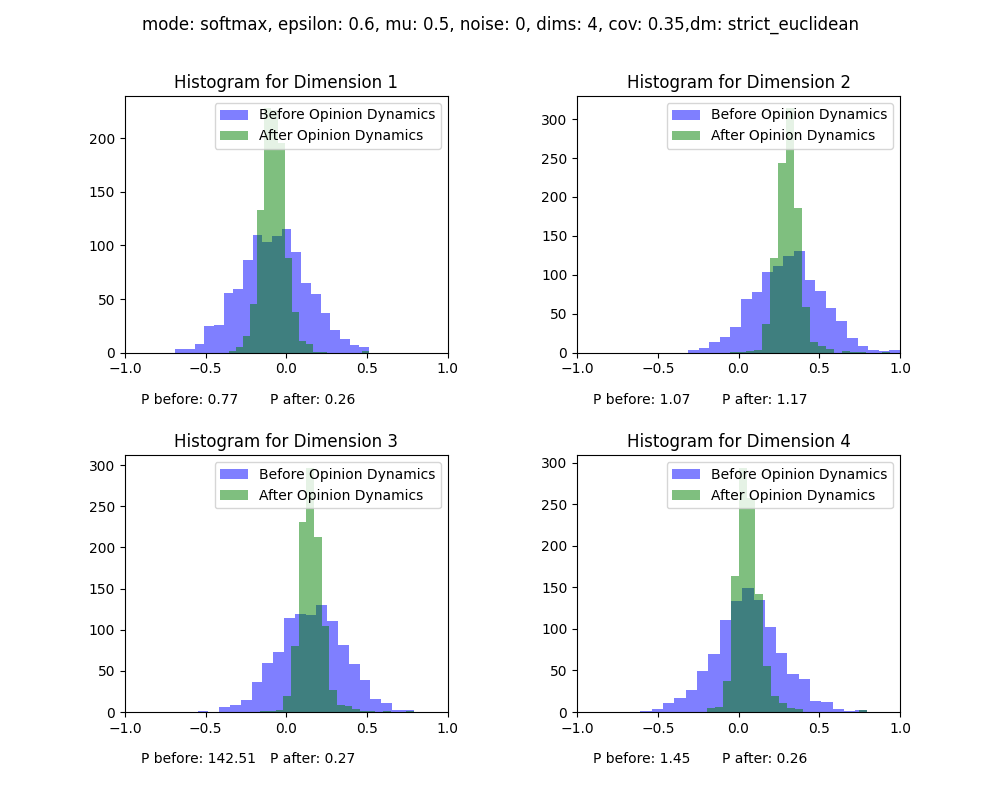 mode: softmax, epsilon: 0.6, mu: 0.5, noise: 0, dims: 4, cov: 0.35,dm: strict_euclidean
Histogram for Dimension 1
Before Opinion Dynamics
After Opinion Dynamics
200
150
100
50
0
−1.0 −0.5 0.0 0.5 1.0
P before: 0.77 P after: 0.26
Histogram for Dimension 2
Before Opinion Dynamics
After Opinion Dynamics
300
250
200
150
100
50
0
−1.0 −0.5 0.0 0.5 1.0
P before: 1.07 P after: 1.17
Histogram for Dimension 3
Before Opinion Dynamics
After Opinion Dynamics
300
250
200
150
100
50
0
−1.0 −0.5 0.0 0.5 1.0
P before: 142.51 P after: 0.27
Histogram for Dimension 4
Before Opinion Dynamics
After Opinion Dynamics
300
250
200
150
100
50
0
−1.0 −0.5 0.0 0.5 1.0
P before: 1.45 P after: 0.26